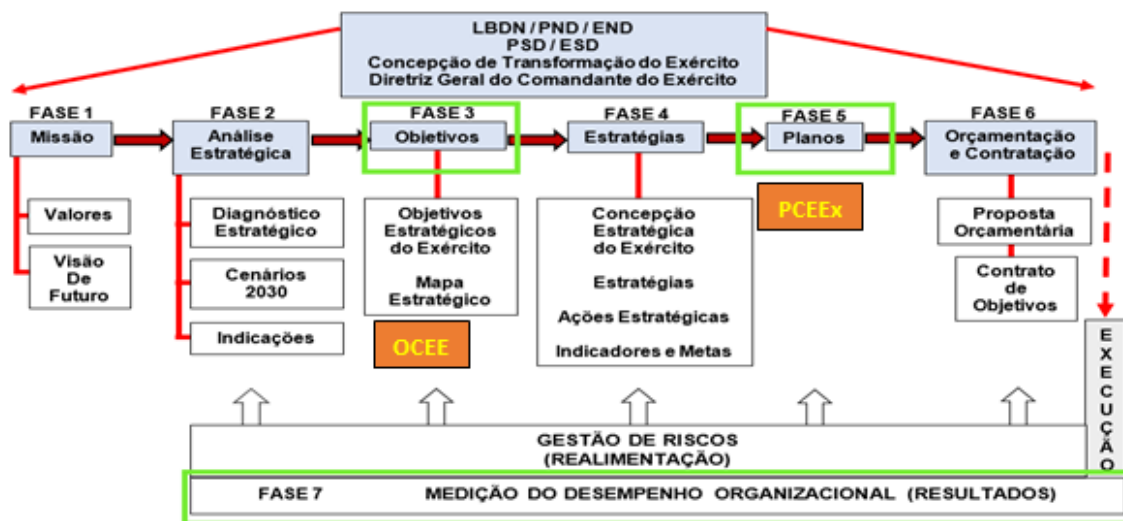 LBDN / PND / END
PSD / ESD
Concepção de Transformação do Exército
Diretriz Geral do Comandante do Exército
FASE 1
Missão
FASE 2
Análise
Estratégica
FASE 3
Objetivos
FASE 4
Estratégias
FASE 5
Planos
FASE 6
Orçamentação
e Contratação
Valores
Visão
De
Futuro
Diagnóstico
Estratégico
Cenários
2030
Indicações
Objetivos
Estratégicos
do Exército
Mapa
Estratégico
OCEE
Concepção
Estratégica
do Exército
Estratégias
Ações Estratégicas
Indicadores e Metas
PCEEx
Proposta
Orçamentária
Contrato
de
Objetivos
EXECUÇÃO
GESTÃO DE RISCOS
(REALIMENTAÇÃO)
FASE 7 MEDIÇÃO DO DESEMPENHO ORGANIZACIONAL (RESULTADOS)